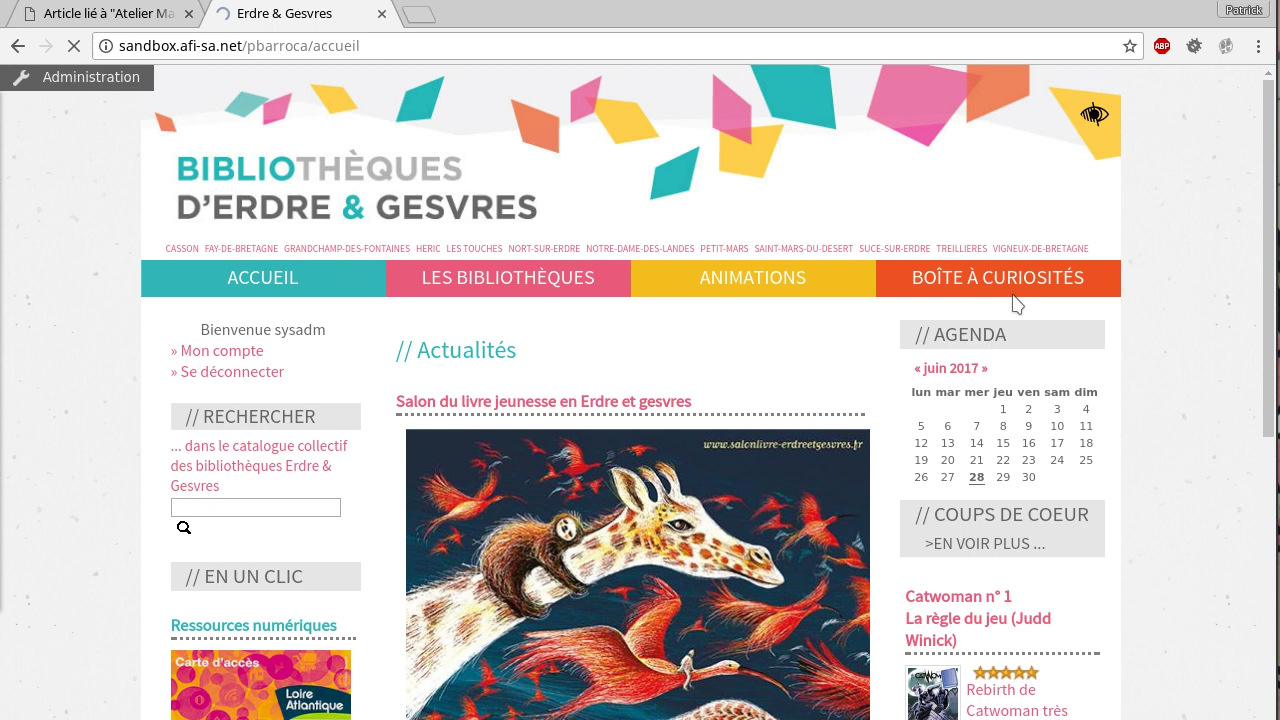 Article lié à "Atelier Ma
Erdre & Gesvres
Patrick
sandbox.afi-sa.net/pbarroca/accueil
ABP
Administration
BIBLIOTHÈQUES
D'ERDRE & GESVRES
CASSON FAY-DE-BRETAGNE GRANDCHAMP-DES-FONTAINES HERIC LES TOUCHES NORT-SUR-ERDRE NOTRE-DAME-DES-LANDES PETIT-MARS SAINT-MARS-DU-DESERT SUCE-SUR-ERDRE TREILLIERES VIGNEUX-DE-BRETAGNE
ACCUEIL LES BIBLIOTHÈQUES ANIMATIONS BOÎTE À CURIOSITÉS
Bienvenue sysadm
» Mon compte
» Se déconnecter
// RECHERCHER
... dans le catalogue collectif
des bibliothèques Erdre &
Gesvres
// EN UN CLIC
Ressources numériques
Carte d'accès
Loire
Atlantique
// Actualités
Salon du livre jeunesse en Erdre et gesvres
www.salonlivre-erdreetgesvres.fr
// AGENDA
« juin 2017 »
lun mar mer jeu ven sam dim
1 2 3 4
5 6 7 8 9 10 11
12 13 14 15 16 17 18
19 20 21 22 23 24 25
26 27 28 29 30
// COUPS DE COEUR
>EN VOIR PLUS ...
Catwoman n° 1
La règle du jeu (Judd
Winick)
Rebirth de
Catwoman très